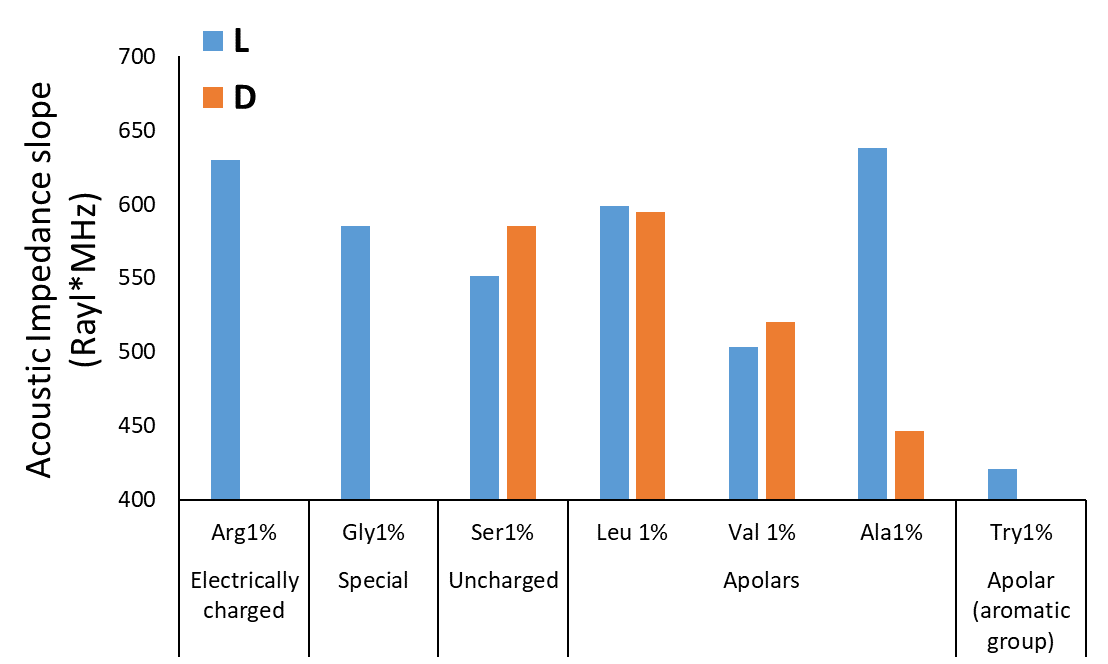 L
D
Acoustic Impedance slope
(Rayl*MHz)
700
650
600
550
500
450
400
Arg1% Gly1% Ser1% Leu 1% Val 1% Ala1% Try1%
Electrically charged
Special
Uncharged
Apolars
Apolar
(aromatic
group)